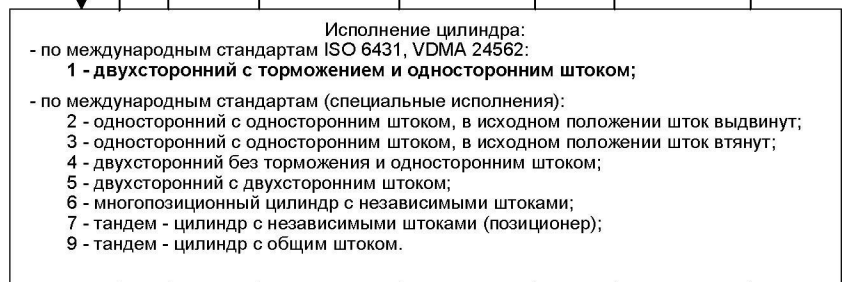 Исполнение цилиндра:
- по международным стандартам ISO 6431, VDMA 24562:
1 - двухсторонний с торможением и односторонним штоком;
- по международным стандартам (специальные исполнения):
2 - односторонний с односторонним штоком, в исходном положении шток выдвинут;
3 - односторонний с односторонним штоком, в исходном положении шток втянут;
4 - двухсторонний без торможения и односторонним штоком;
5 - двухсторонний с двухсторонним штоком;
6 - многопозиционный цилиндр с независимыми штоками;
7 - тандем - цилиндр с независимыми штоками (позиционер);
9 - тандем - цилиндр с общим штоком.